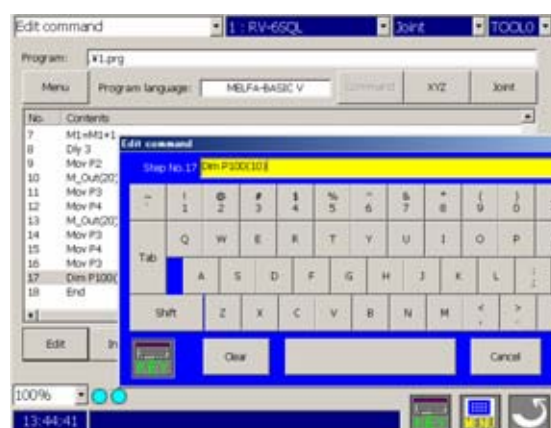 Edit command 1 : RV-6SQL Joint TOOL0
Program: .¥1.prg
Menu Program language: MELFA-BASIC V Command XYZ Joint
No. Contents
7 M1=M1+1
8 Dly 3
9 Mov P2
10 M_Out(20)
11 Mov P3
12 Mov P4
13 M_Out(20)
14 Mov P3
15 Mov P4
16 Mov P3
17 Dim P100(
18 End
Edit In
Edit command
Step No.17 Dim P100(10)
! @ # $ % ^ & * ( )
1 2 3 4 5 6 7 8 9 0
Tab Q W E R T Y U I O P
A S D F G H J K L ;
Shift Z X C V B N M < >
, .
KEY Clear Cancel
100%
13:44:41